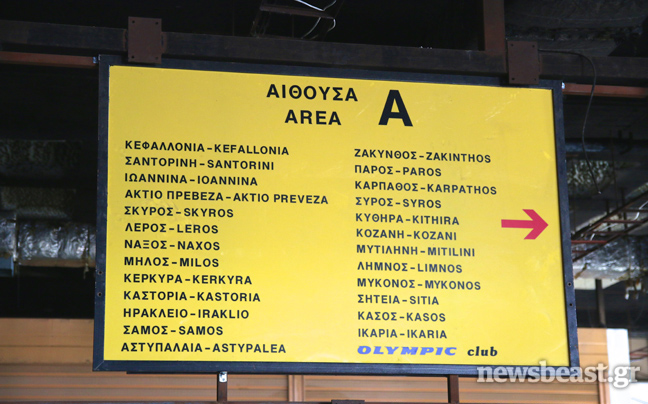 ΑΙΘΟΥΣΑ
AREA A
ΚΕΦΑΛΛΟΝΙΑ-KEFALLONIA
ΣΑΝΤΟΡΙΝΗ-SANTORINI
ΙΩΑΝΝΙΝΑ-IOANNINA
ΑΚΤΙΟ ΠΡΕΒΕΖΑ-AKTIO PREVEZA
ΣΚΥΡΟΣ-SKYROS
ΛΕΡΟΣ-LEROS
ΝΑΞΟΣ-NAXOS
ΜΗΛΟΣ-MILOS
ΚΕΡΚΥΡΑ-KERKYRA
ΚΑΣΤΟΡΙΑ-KASTORIA
ΗΡΑΚΛΕΙΟ-IRAKLIO
ΣΑΜΟΣ-SAMOS
ΑΣΤΥΠΑΛΑΙΑ-ASTYPALEA
ΖΑΚΥΝΘΟΣ-ZAKINTHOS
ΠΑΡΟΣ-PAROS
ΚΑΡΠΑΘΟΣ-KARPATHOS
ΣΥΡΟΣ-SYROS
ΚΥΘΗΡΑ-KITHIRA
ΚΟΖΑΝΗ-KOZANI
ΜΥΤΙΛΗΝΗ-MITILINI
ΛΗΜΝΟΣ-LIMNOS
ΜΥΚΟΝΟΣ-MYKONOS
ΣΗΤΕΙΑ-SITIA
ΚΑΣΟΣ-KASOS
ΙΚΑΡΙΑ-IKARIA
OLYMPIC club
newsbeast.gr